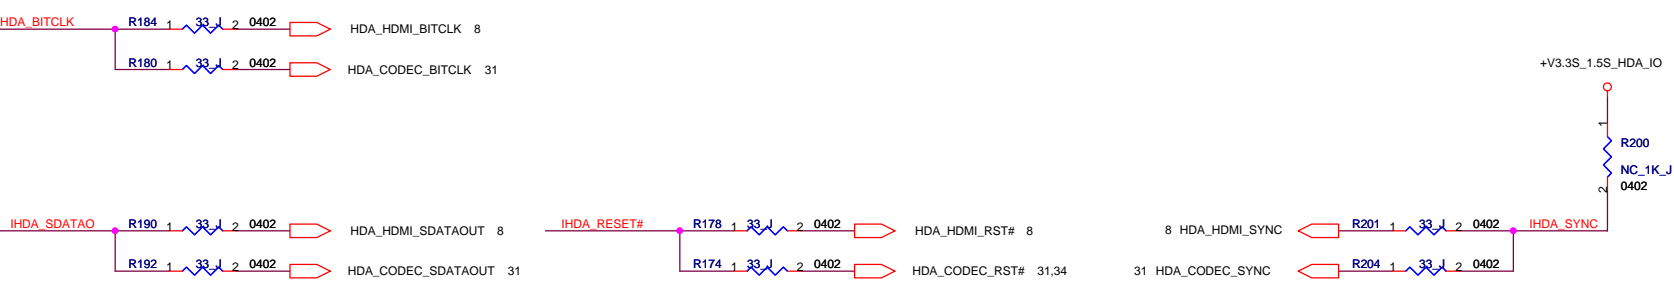 HDA_BITCLK R184 1 33_J 2 0402 HDA_HDMI_BITCLK 8
R180 1 33_J 2 0402 HDA_CODEC_BITCLK 31
+V3.3S_1.5S_HDA_IO
1
R200
NC_1K_J
2 0402
IHDA_SDATAO R190 1 33_J 2 0402 HDA_HDMI_SDATAOUT 8
R192 1 33_J 2 0402 HDA_CODEC_SDATAOUT 31
IHDA_RESET# R178 1 33_J 2 0402 HDA_HDMI_RST# 8
R174 1 33_J 2 0402 HDA_CODEC_RST# 31,34
8 HDA_HDMI_SYNC R201 1 33_J 2 0402 IHDA_SYNC
31 HDA_CODEC_SYNC R204 1 33_J 2 0402